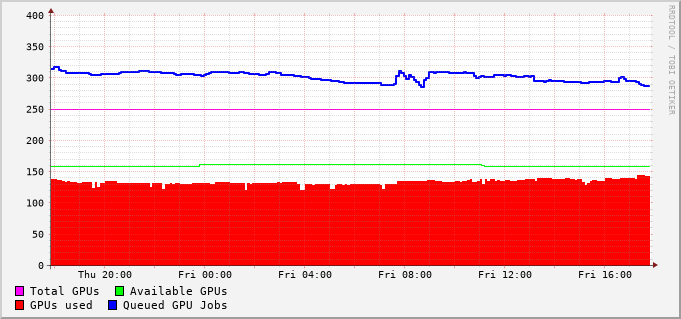 400
350
300
250
200
150
100
50
0
Thu 20:00 Fri 00:00 Fri 04:00 Fri 08:00 Fri 12:00 Fri 16:00
Total GPUs Available GPUs
GPUs used Queued GPU Jobs
RRDTOOL / TOBI OETIKER